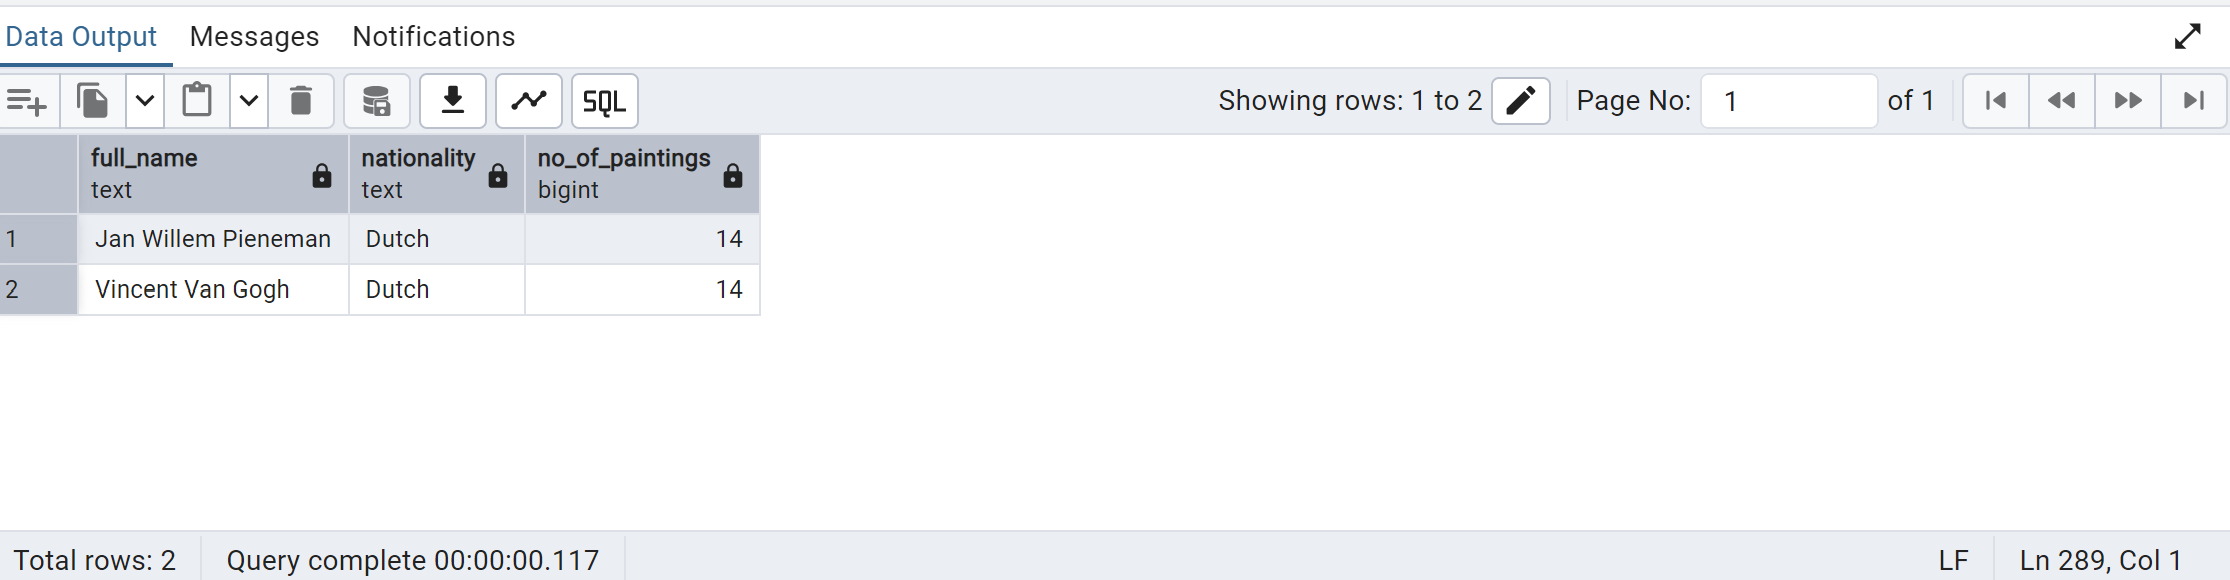 Data Output Messages Notifications
SQL Showing rows: 1 to 2 Page No: 1 of 1
full_name nationality no_of_paintings
text text bigint
1 Jan Willem Pieneman Dutch 14
2 Vincent Van Gogh Dutch 14
Total rows: 2 Query complete 00:00:00.117 LF Ln 289, Col 1